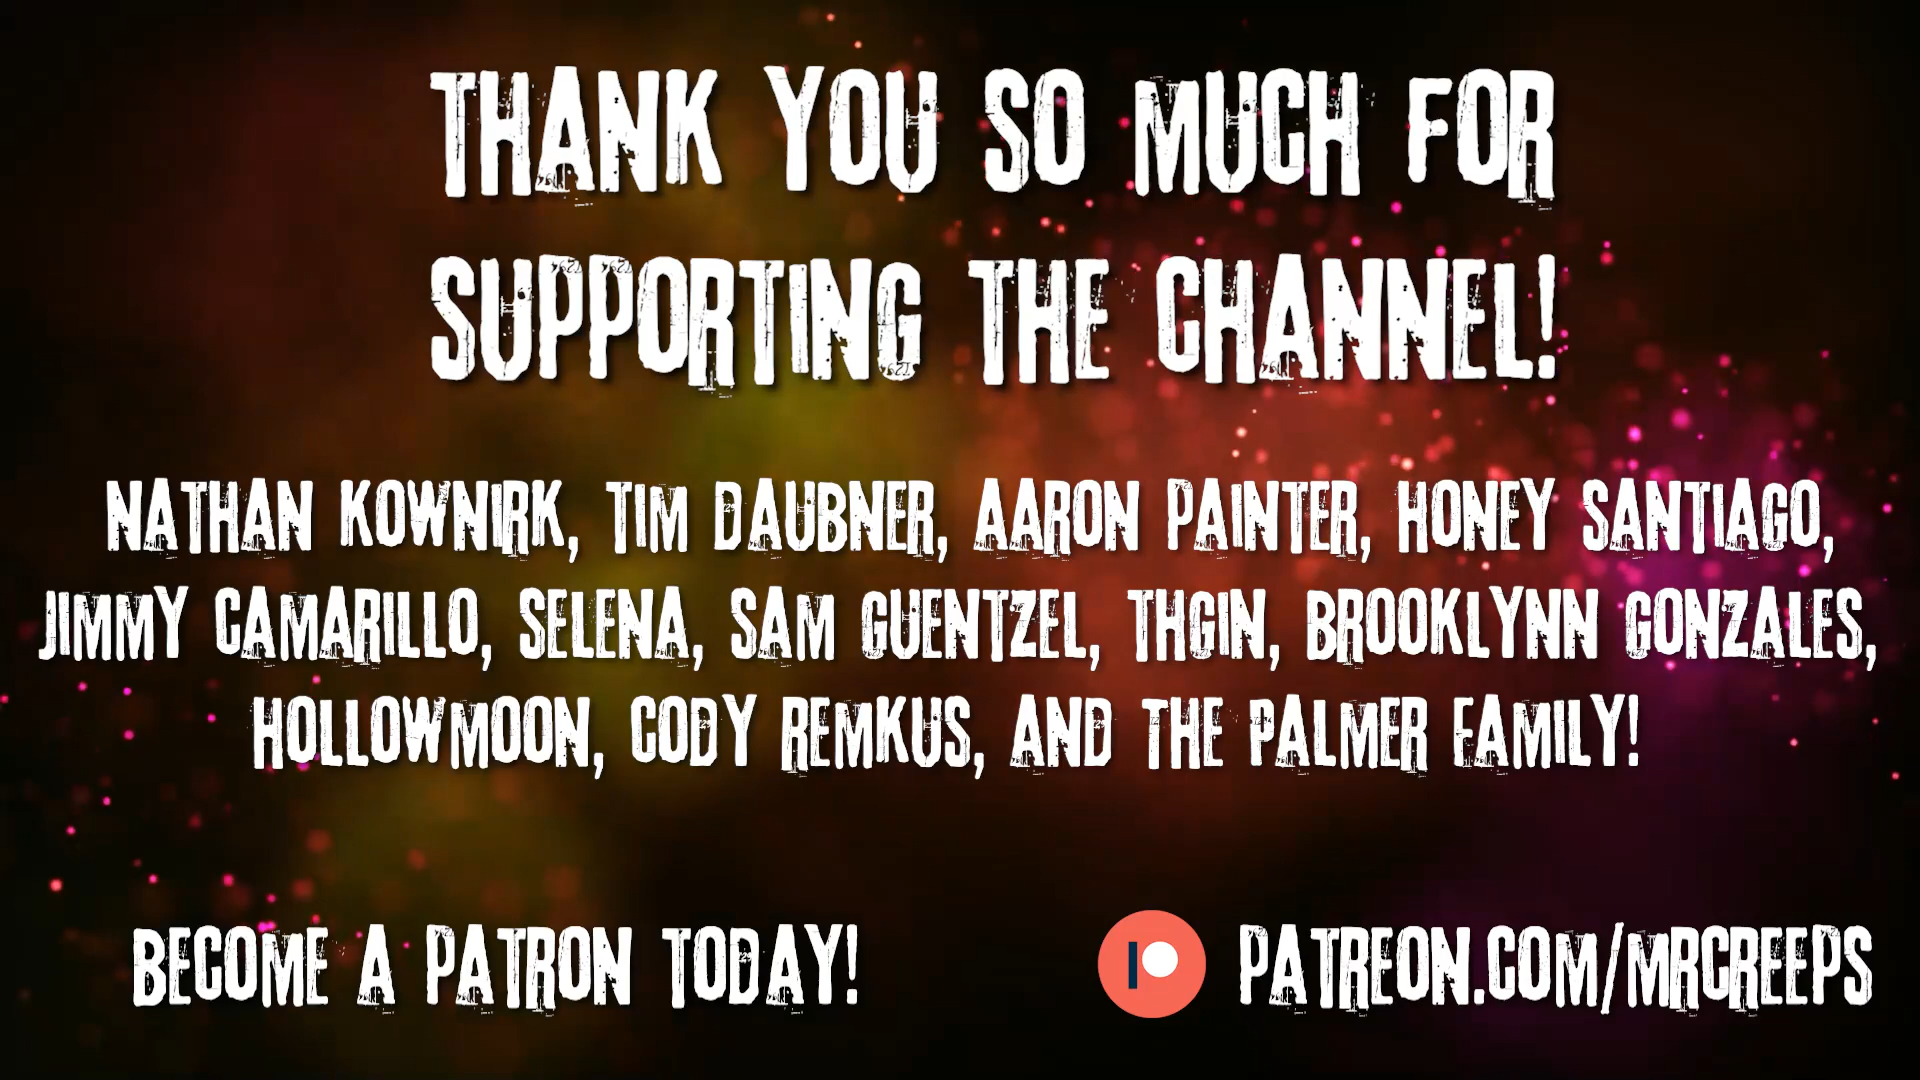 THANK YOU SO MUCH FOR
SUPPORTING THE CHANNEL!
NATHAN KOWNIRK, TIM DAUBNER, AARON PAINTER, HONEY SANTIAGO,
JIMMY CAMARILLO, SELENA, SAM GUENTZEL, THGIN, BROOKLYNN GONZALES,
HOLLOWMOON, CODY REMKUS, AND THE PALMER FAMILY!
BECOME A PATRON TODAY!
PATREON.COM/MRCREEPS